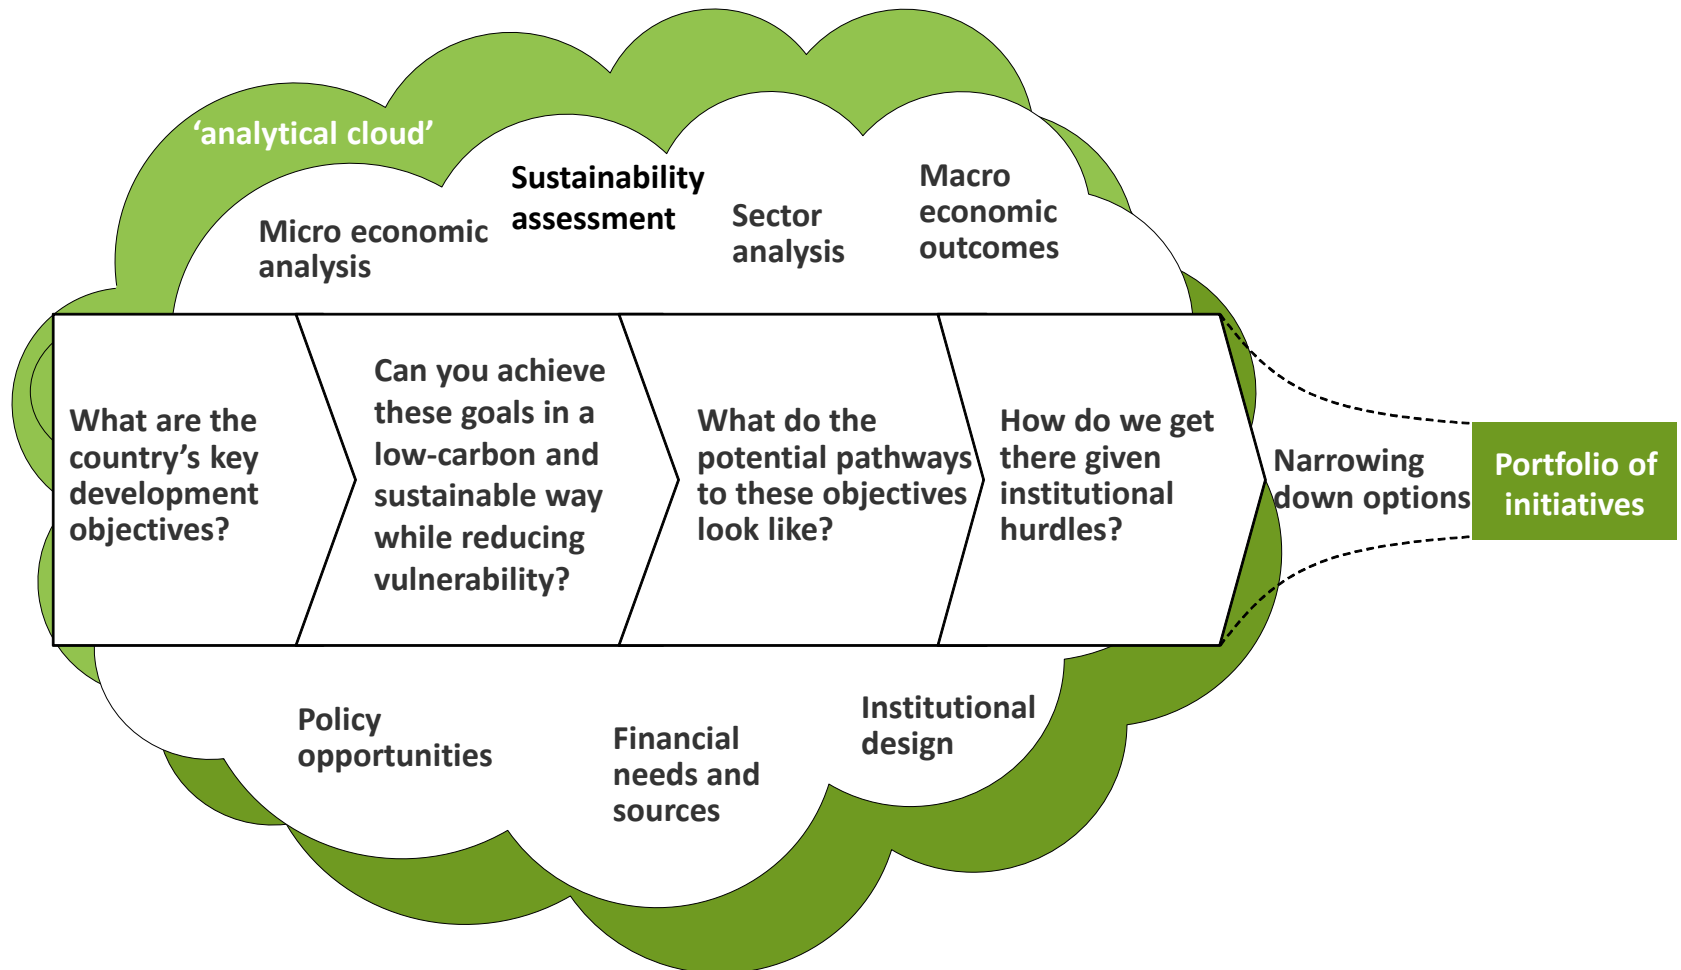 ‘analytical cloud’
Micro economic
analysis
Sustainability
assessment
Sector
analysis
Macro
economic
outcomes
What are the
country’s key
development
objectives?
Can you achieve
these goals in a
low-carbon and
sustainable way
while reducing
vulnerability?
What do the
potential pathways
to these objectives
look like?
How do we get
there given
institutional
hurdles?
Narrowing
down options
Portfolio of
initiatives
Policy
opportunities
Financial
needs and
sources
Institutional
design